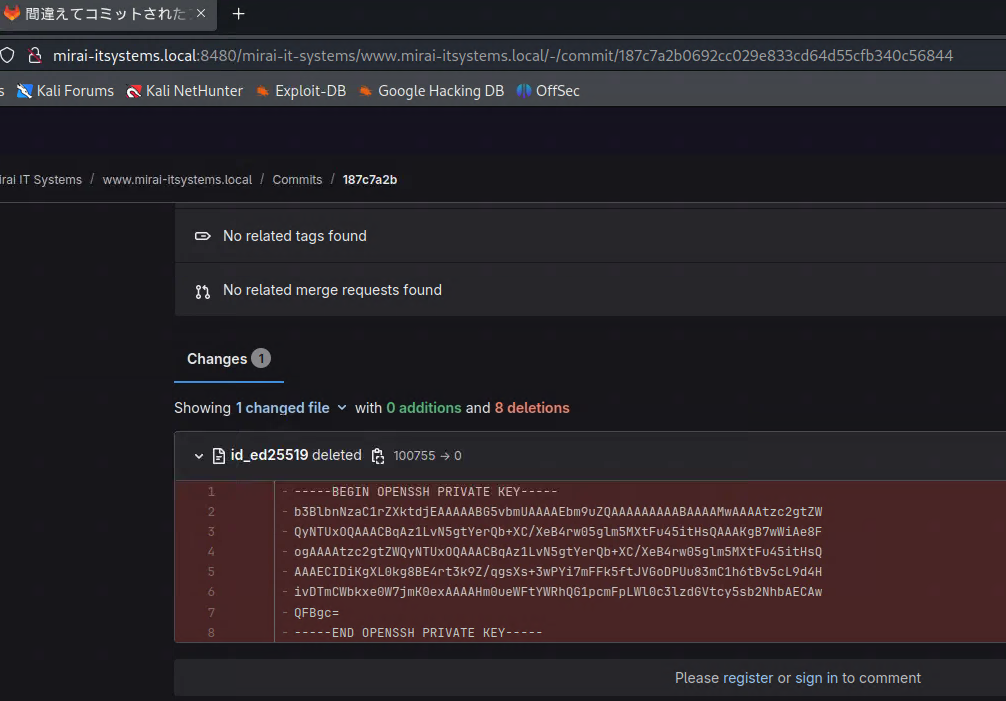 間違えてコミットされた
mirai-itsystems.local:8480/mirai-it-systems/www.mirai-itsystems.local/-/commit/187c7a2b0692cc029e833cd64d55cfb340c56844
s Kali Forums Kali NetHunter Exploit-DB Google Hacking DB OffSec
irai IT Systems / www.mirai-itsystems.local / Commits / 187c7a2b
No related tags found
No related merge requests found
Changes 1
Showing 1 changed file with 0 additions and 8 deletions
id_ed25519 deleted 100755 → 0
1 - -----BEGIN OPENSSH PRIVATE KEY-----
2 - b3BlbnNzaC1rZXktdjEAAAAABG5vbmUAAAAEbm9uZQAAAAAAAAABAAAAMwAAAAtzc2gtZW
3 - QyNTUxOQAAACBqAz1LvN5gtYerQb+XC/XeB4rw05glm5MXtFu45itHsQAAAKgB7wWiAe8F
4 - ogAAAAtzc2gtZWQyNTUxOQAAACBqAz1LvN5gtYerQb+XC/XeB4rw05glm5MXtFu45itHsQ
5 - AAAECIDiKgXL0kg8BE4rt3k9Z/qgsXs+3wPYi7mFFk5ftJVGoDPUu83mC1h6tBv5cL9d4H
6 - ivDTmCWbkxe0W7jmK0exAAAAHm0ueWFtYWRhQG1pcmFpLWl0c3lzdGVtcy5sb2NhbAECAw
7 - QFBgc=
8 - -----END OPENSSH PRIVATE KEY-----
Please register or sign in to comment